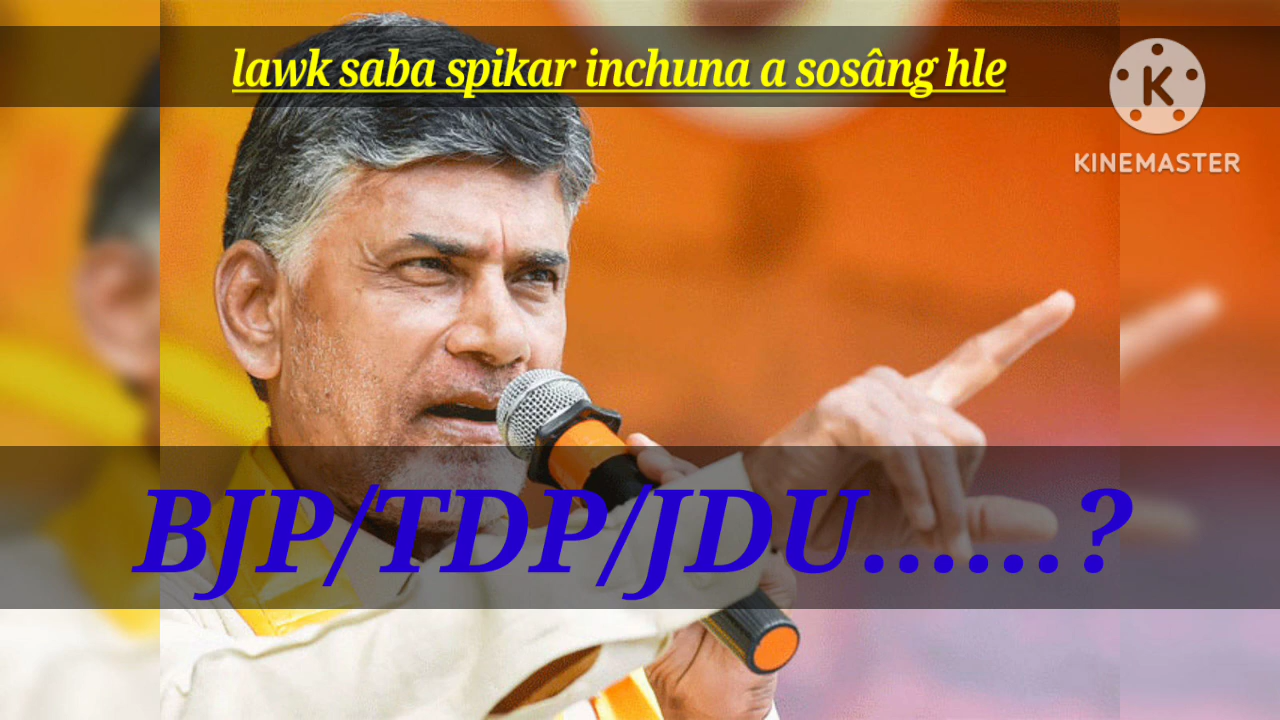 lawk saba spikar inchuna a sosâng hle
K
KINEMASTER
BJP/TDP/JDU......?